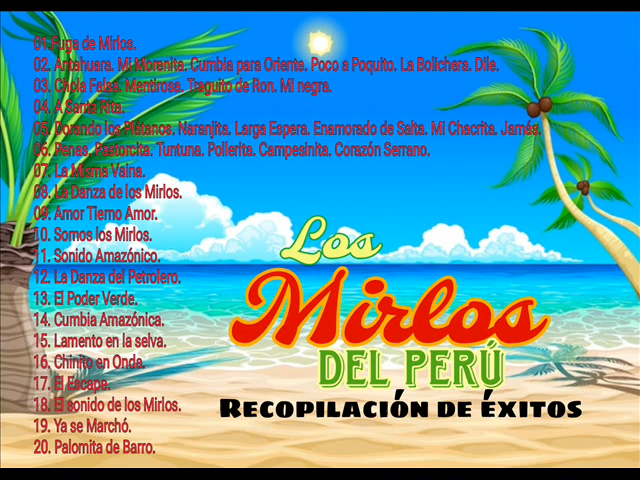 01.Fuga de Mirlos.
02. Antahuara. Mi Morenita. Cumbia para Oriente. Poco a Poquito. La Bolichera. Dile.
03. Chola Falsa. Mentirosa. Traguito de Ron. Mi negra.
04. A Santa Rita.
05. Dorando los Plátanos. Naranjita. Larga Espera. Enamorado de Salta. Mi Chacrita. Jamás.
06. Penas. Pastorcita. Tuntuna. Pollerita. Campesinita. Corazón Serrano.
07. La Misma Vaina.
08. La Danza de los Mirlos.
09. Amor Tierno Amor.
10. Somos los Mirlos.
11. Sonido Amazónico.
12. La Danza del Petrolero.
13. El Poder Verde.
14. Cumbia Amazónica.
15. Lamento en la selva.
16. Chinito en Onda.
17. El Escape.
18. El sonido de los Mirlos.
19. Ya se Marchó.
20. Palomita de Barro.
Los
Mirlos
DEL PERÚ
Recopilación de éxitos